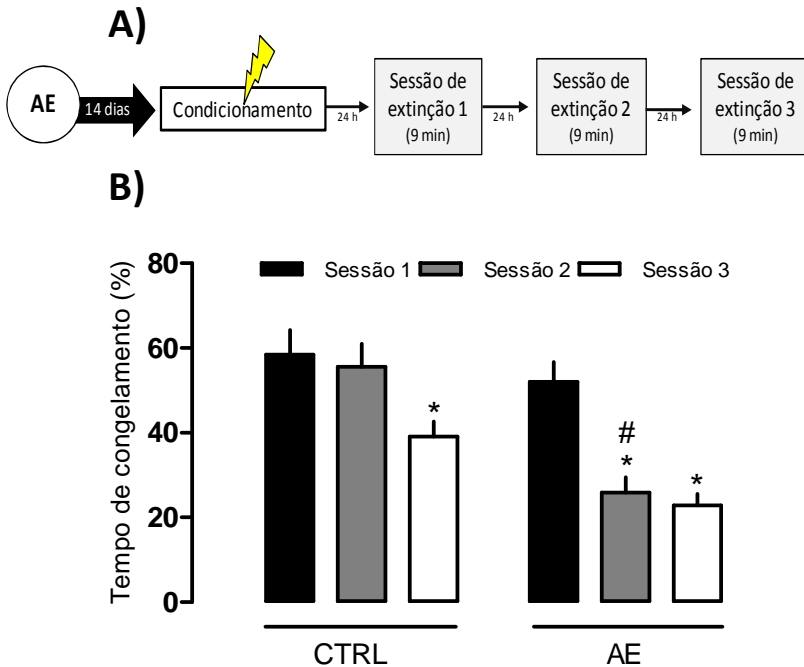 A)
AE
14 dias
Condicionamento
24 h
Sessão de
extinção 1
(9 min)
24 h
Sessão de
extinção 2
(9 min)
24 h
Sessão de
extinção 3
(9 min)
B)
Tempo de congelamento (%)
80
60
40
20
0
Sessão 1
Sessão 2
Sessão 3
*
#
*
*
CTRL
AE